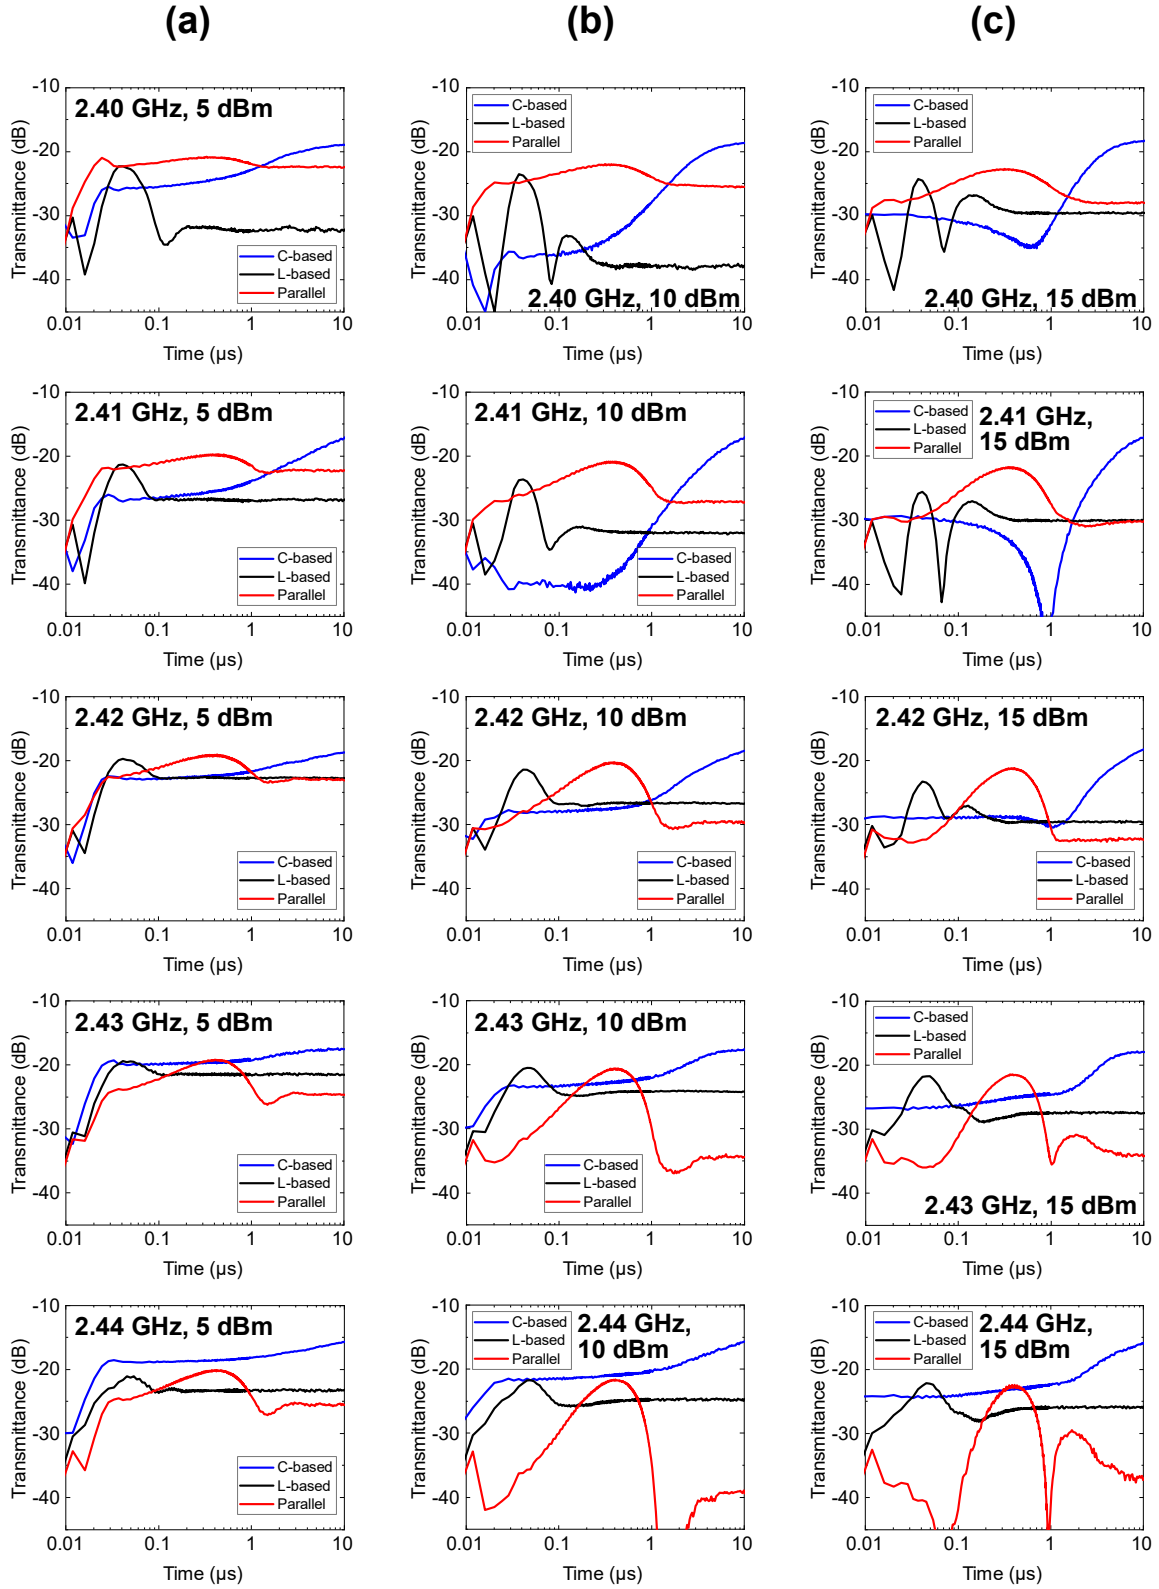 (a)
(b)
(c)
2.40 GHz, 5 dBm
Transmittance (dB)
-10
-20
-30
-40
C-based
L-based
Parallel
0.01
0.1
1
10
Time (µs)
2.40 GHz, 10 dBm
Transmittance (dB)
-10
-20
-30
-40
C-based
L-based
Parallel
0.01
0.1
1
10
Time (µs)
2.40 GHz, 15 dBm
Transmittance (dB)
-10
-20
-30
-40
C-based
L-based
Parallel
0.01
0.1
1
10
Time (µs)
2.41 GHz, 5 dBm
Transmittance (dB)
-10
-20
-30
-40
C-based
L-based
Parallel
0.01
0.1
1
10
Time (µs)
2.41 GHz, 10 dBm
Transmittance (dB)
-10
-20
-30
-40
C-based
L-based
Parallel
0.01
0.1
1
10
Time (µs)
2.41 GHz,
15 dBm
Transmittance (dB)
-10
-20
-30
-40
C-based
L-based
Parallel
0.01
0.1
1
10
Time (µs)
2.42 GHz, 5 dBm
Transmittance (dB)
-10
-20
-30
-40
C-based
L-based
Parallel
0.01
0.1
1
10
Time (µs)
2.42 GHz, 10 dBm
Transmittance (dB)
-10
-20
-30
-40
C-based
L-based
Parallel
0.01
0.1
1
10
Time (µs)
2.42 GHz, 15 dBm
Transmittance (dB)
-10
-20
-30
-40
C-based
L-based
Parallel
0.01
0.1
1
10
Time (µs)
2.43 GHz, 5 dBm
Transmittance (dB)
-10
-20
-30
-40
C-based
L-based
Parallel
0.01
0.1
1
10
Time (µs)
2.43 GHz, 10 dBm
Transmittance (dB)
-10
-20
-30
-40
C-based
L-based
Parallel
0.01
0.1
1
10
Time (µs)
2.43 GHz, 15 dBm
Transmittance (dB)
-10
-20
-30
-40
C-based
L-based
Parallel
0.01
0.1
1
10
Time (µs)
2.44 GHz, 5 dBm
Transmittance (dB)
-10
-20
-30
-40
C-based
L-based
Parallel
0.01
0.1
1
10
Time (µs)
2.44 GHz,
10 dBm
Transmittance (dB)
-10
-20
-30
-40
C-based
L-based
Parallel
0.01
0.1
1
10
Time (µs)
2.44 GHz,
15 dBm
Transmittance (dB)
-10
-20
-30
-40
C-based
L-based
Parallel
0.01
0.1
1
10
Time (µs)